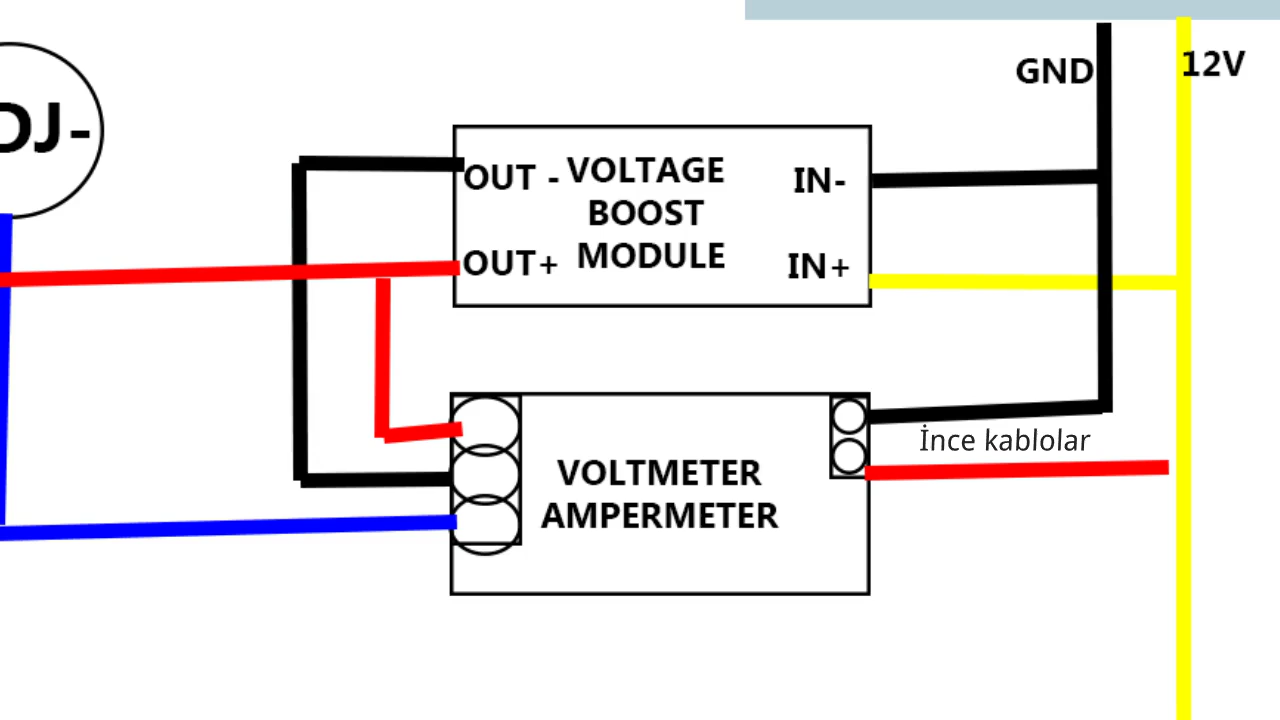 GND
12V
DJ-
OUT -
VOLTAGE
BOOST
MODULE
IN-
OUT+
IN+
İnce kablolar
VOLTMETER
AMPERMETER